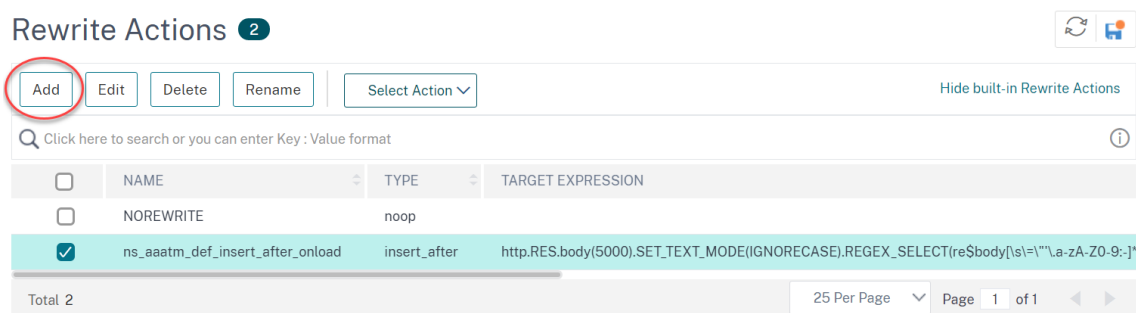 Rewrite Actions 2
Add Edit Delete Rename Select Action Hide built-in Rewrite Actions
Click here to search or you can enter Key : Value format
NAME TYPE TARGET EXPRESSION
NOREWRITE noop
ns_aaatm_def_insert_after_onload insert_after http.RES.body(5000).SET_TEXT_MODE(IGNORECASE).REGEX_SELECT(re$body[\s\=\"'\.a-zA-Z0-9:-]*
Total 2 25 Per Page Page 1 of 1